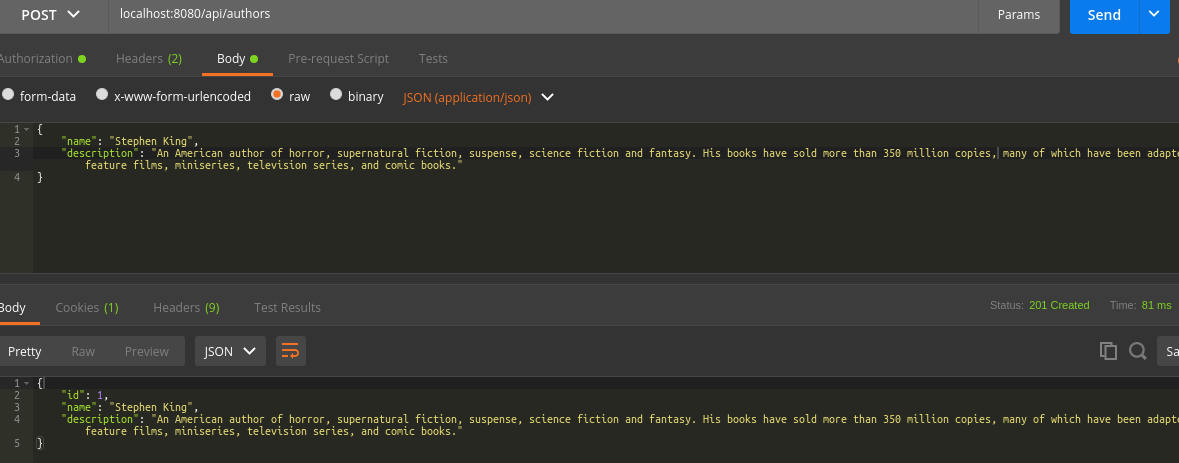 POST localhost:8080/api/authors Params Send
Authorization Headers (2) Body Pre-request Script Tests
form-data x-www-form-urlencoded raw binary JSON (application/json)
1 {
2 "name": "Stephen King",
3 "description": "An American author of horror, supernatural fiction, suspense, science fiction and fantasy. His books have sold more than 350 million copies, many of which have been adapte
feature films, miniseries, television series, and comic books."
4 }
Body Cookies (1) Headers (9) Test Results Status: 201 Created Time: 81 ms
Pretty Raw Preview JSON Sa
1 {
2 "id": 1,
3 "name": "Stephen King",
4 "description": "An American author of horror, supernatural fiction, suspense, science fiction and fantasy. His books have sold more than 350 million copies, many of which have been adapte
feature films, miniseries, television series, and comic books."
5 }